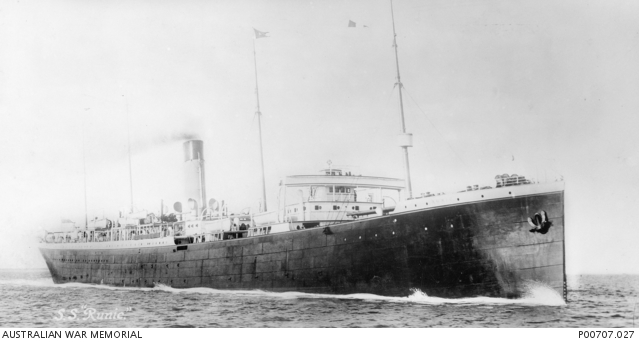 S.S "Runic."
AUSTRALIAN WAR MEMORIAL
P00707.027